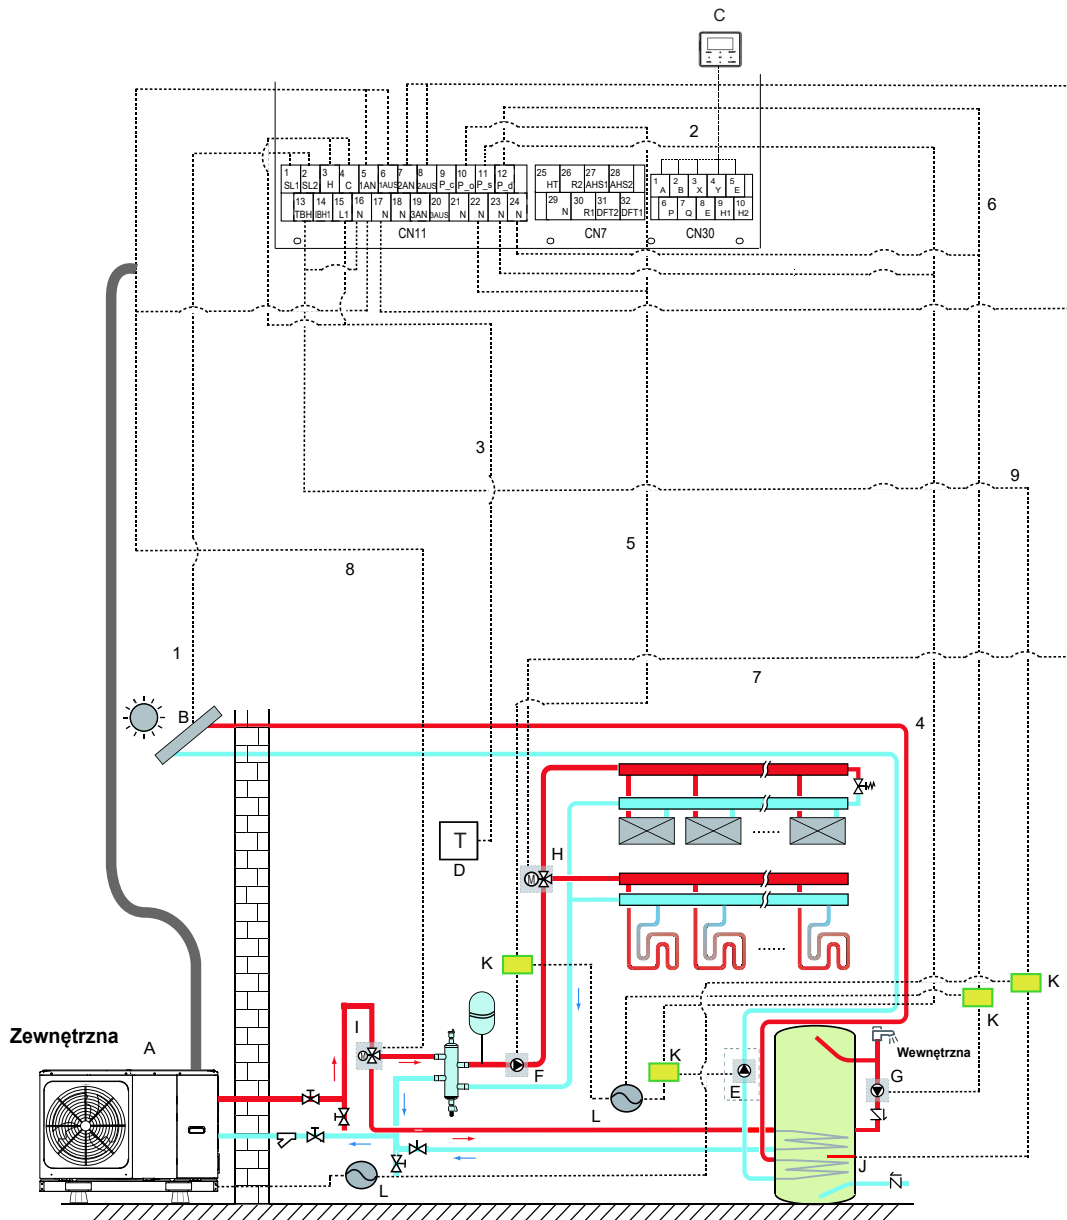 C
2
1 2 3 4 5 6 7 8 9 10 11 12
SL1 SL2 H C 1AN 1AUS 2AN 2AUS P_c P_o P_s P_d
13 14 15 16 17 18 19 20 21 22 23 24
TBH IBH1 L1 N N N 3AN 3AUS N N N N
CN11
25 26 27 28
HT R2 AHS1 AHS2
29 30 31 32
N R1 DFT2 DFT1
CN7
1 2 3 4 5
A B X Y E
6 7 8 9 10
P Q E H1 H2
CN30
6
3
9
5
8
1
7
B
4
T
D
H
M
K
K
K
Zewnętrzna
A
I
M
F
K
E
Wewnętrzna
G
L
J
L